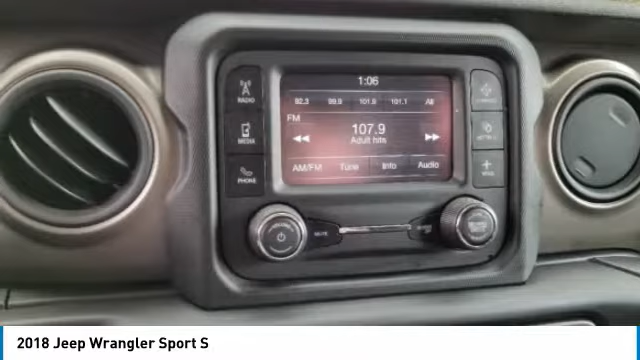 1:06
RADIO
92.3 99.9 101.9 101.1 All
FM
107.9
MEDIA
Adult hits
PHONE
AM/FM Tune Info Audio
MUTE
2018 Jeep Wrangler Sport S